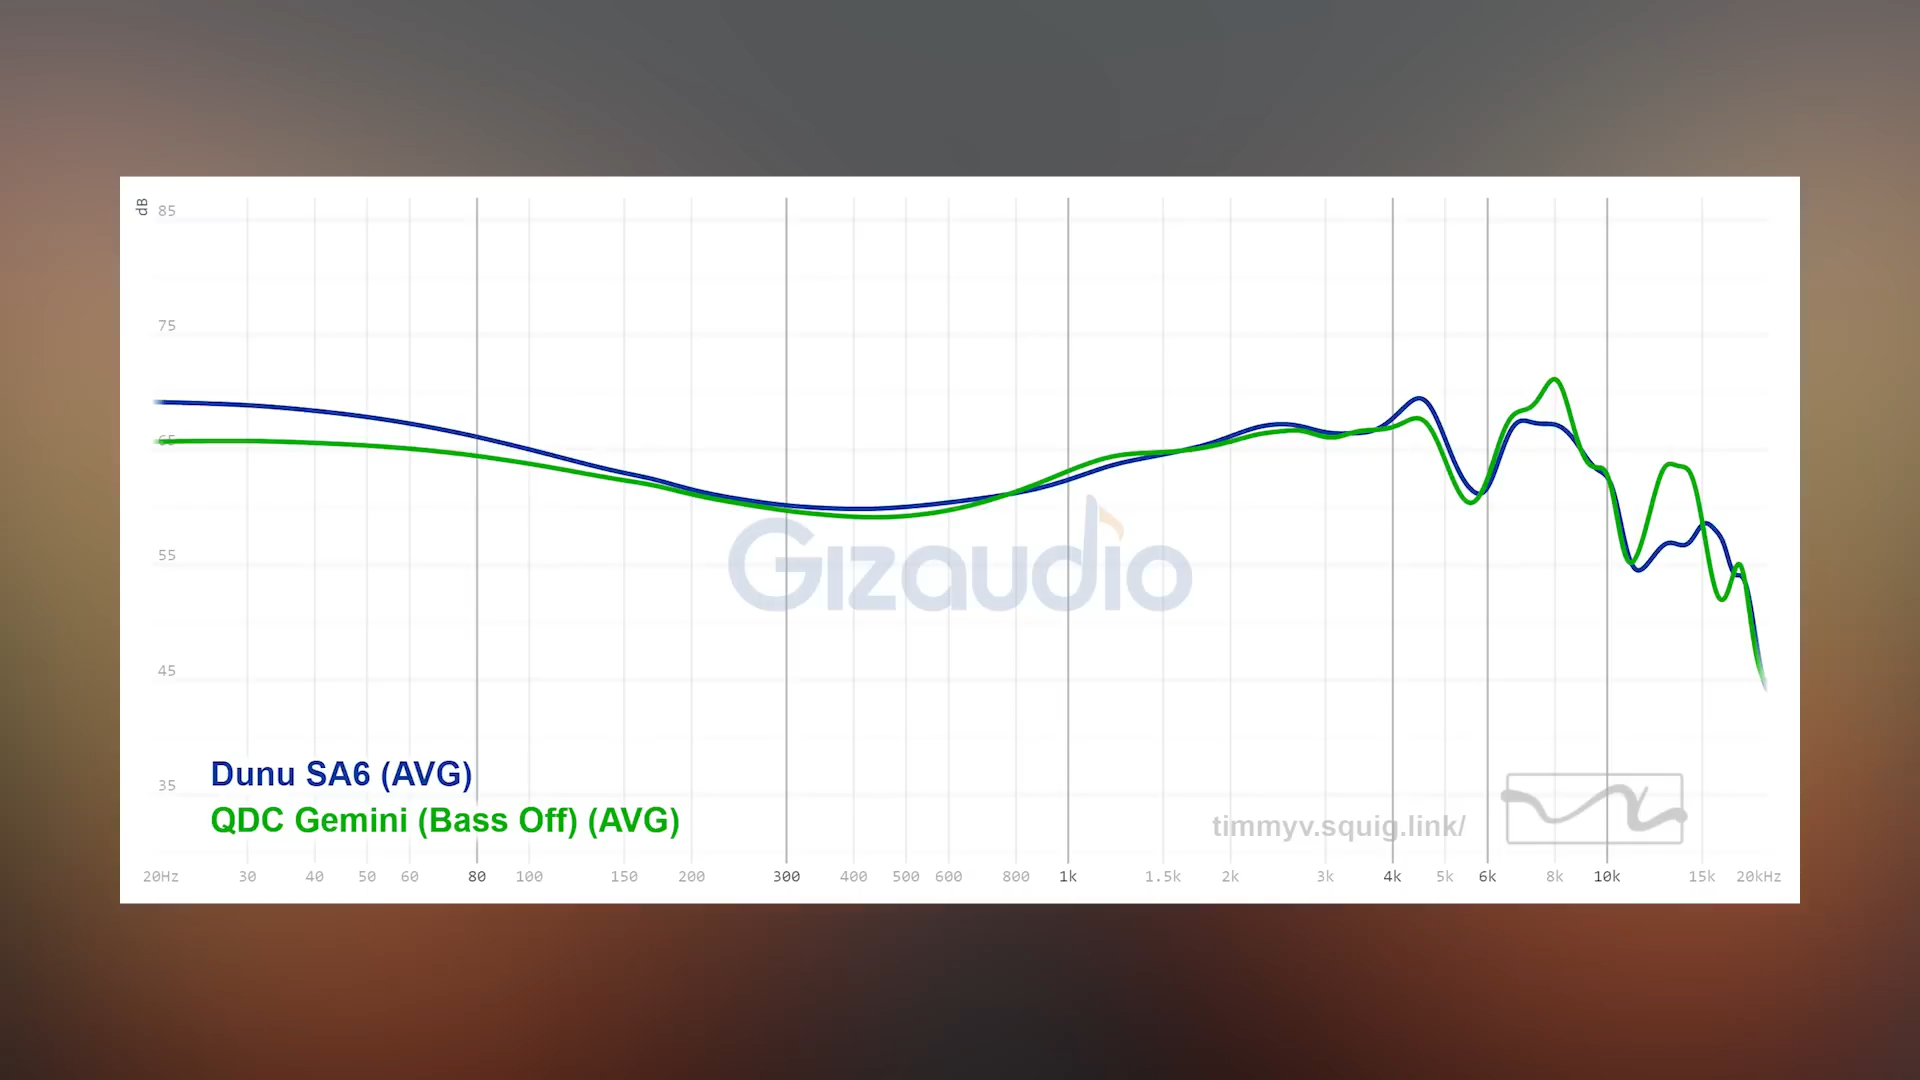 dB
85
75
65
55
45
35
Gizaudio
Dunu SA6 (AVG)
QDC Gemini (Bass Off) (AVG)
timmyv.squig.link/
20Hz 30 40 50 60 80 100 150 200 300 400 500 600 800 1k 1.5k 2k 3k 4k 5k 6k 8k 10k 15k 20kHz